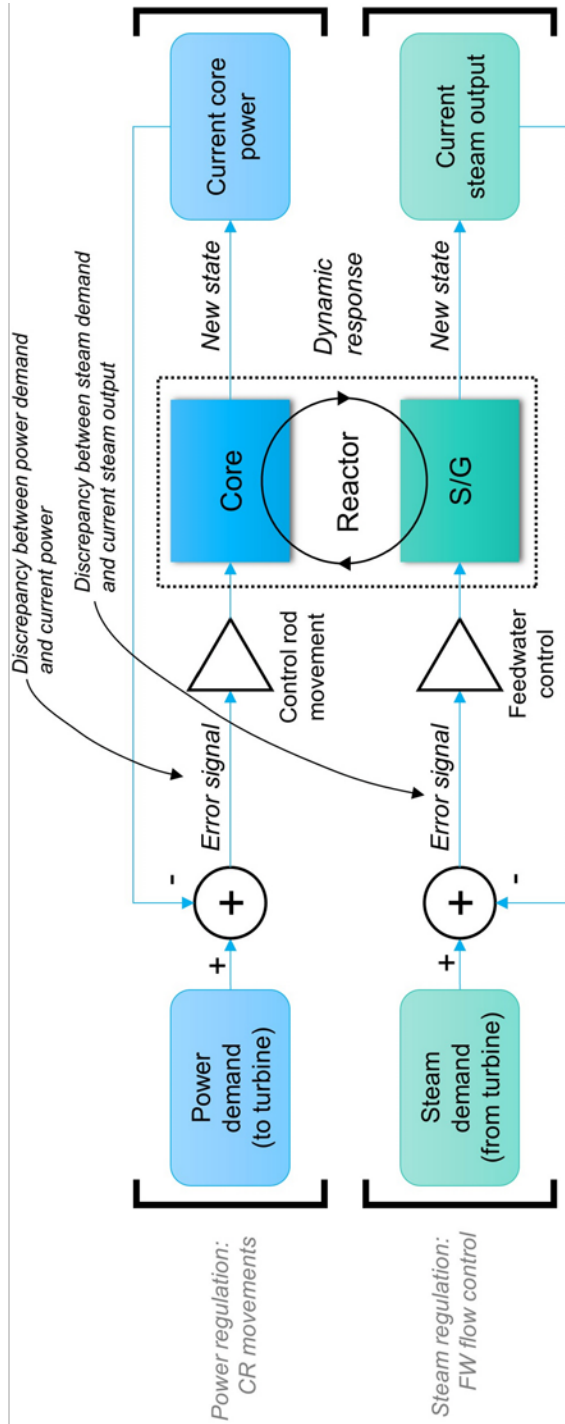 Discrepancy between power demand
and current power
Discrepancy between steam demand
and current steam output
Power regulation:
CR movements
Power
demand
(to turbine)
+
-
+
Error signal
Control rod
movement
Core
New state
Current core
power
Reactor
Dynamic
response
Steam regulation:
FW flow control
Steam
demand
(from turbine)
+
+
-
Error signal
Feedwater
control
S/G
New state
Current
steam output